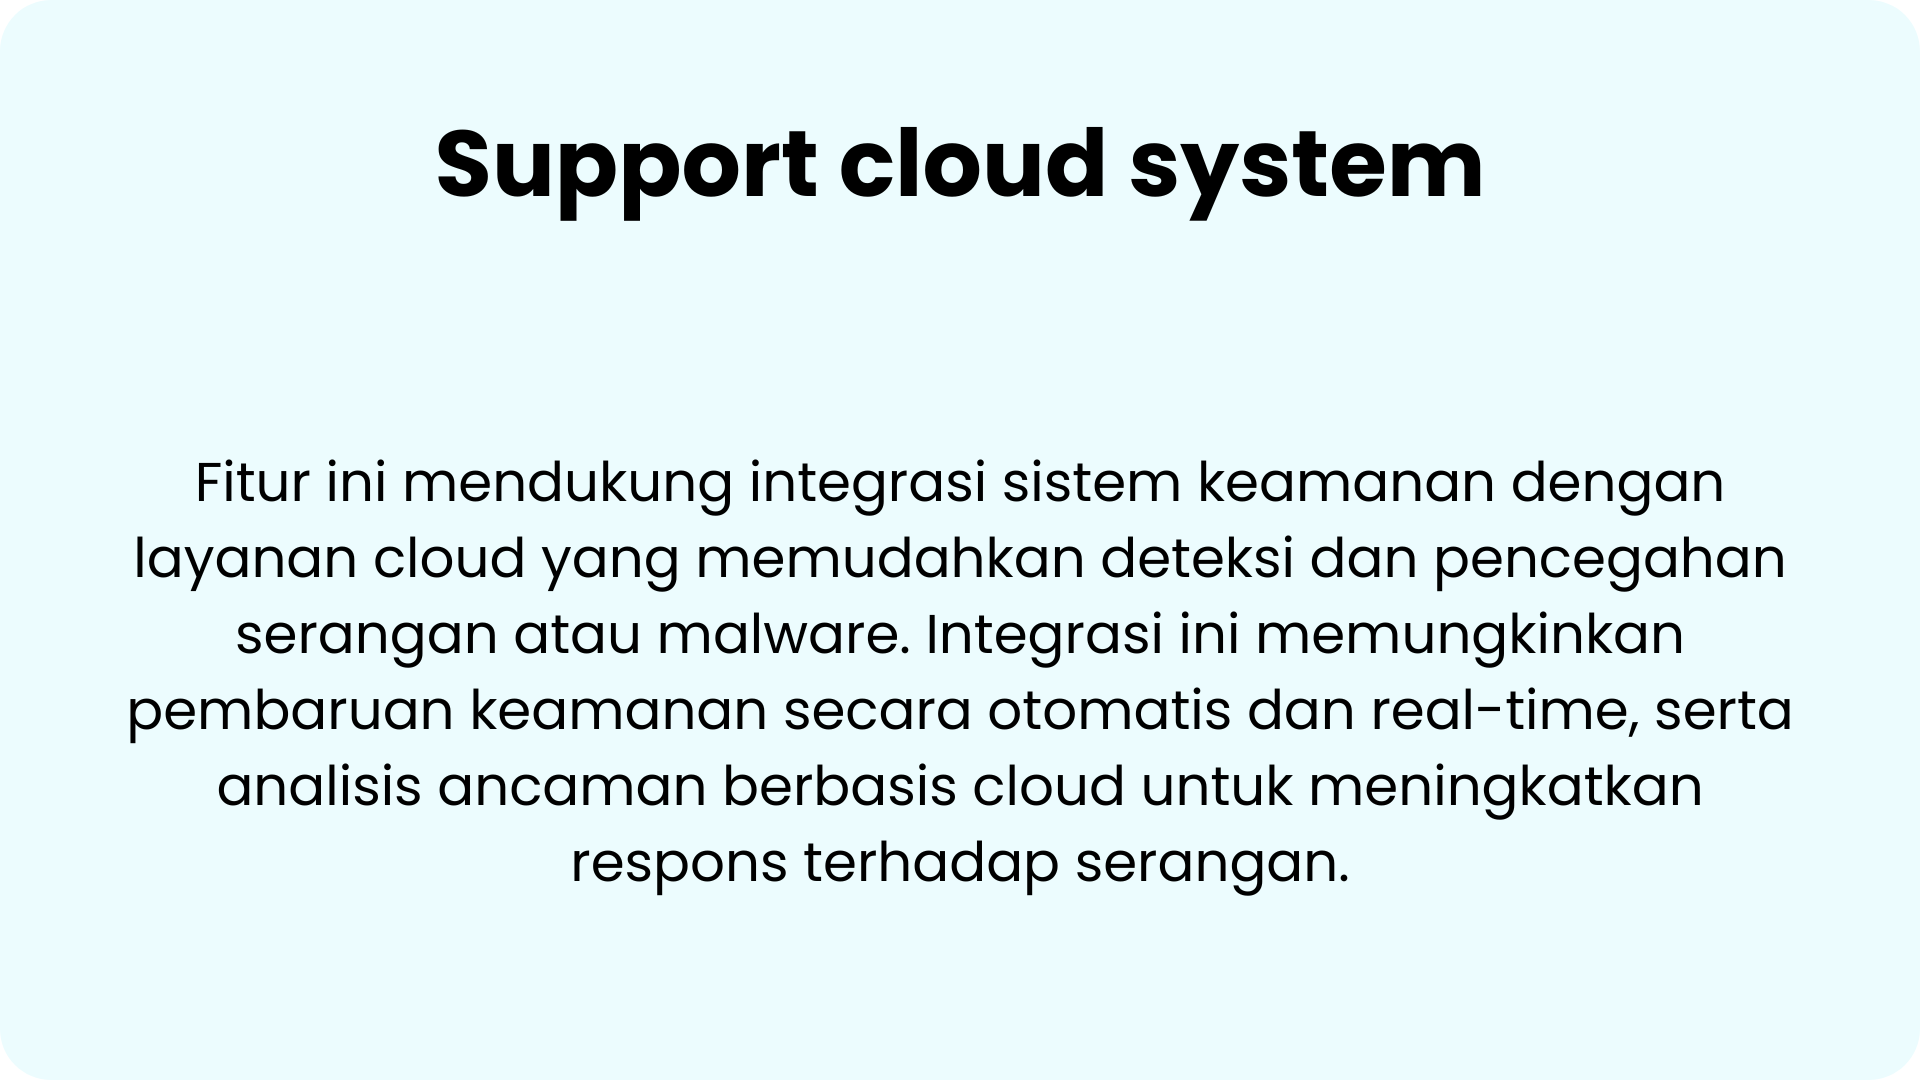 Support cloud system
Fitur ini mendukung integrasi sistem keamanan dengan
layanan cloud yang memudahkan deteksi dan pencegahan
serangan atau malware. Integrasi ini memungkinkan
pembaruan keamanan secara otomatis dan real-time, serta
analisis ancaman berbasis cloud untuk meningkatkan
respons terhadap serangan.